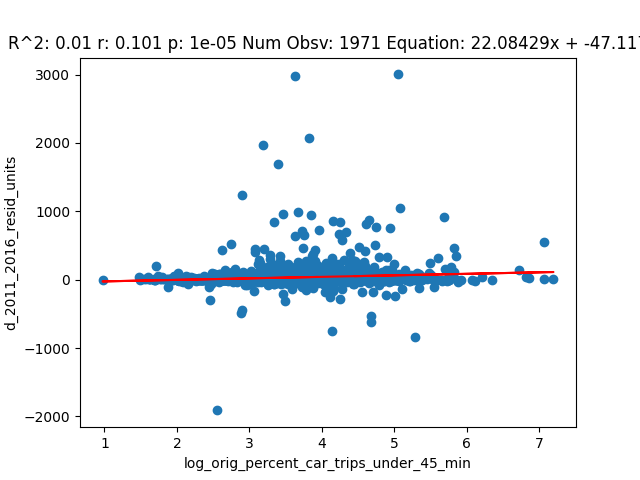 R^2: 0.01 r: 0.101 p: 1e-05 Num Obsv: 1971 Equation: 22.08429x + -47.117
3000
2000
1000
0
−1000
−2000
d_2011_2016_resid_units
1 2 3 4 5 6 7
log_orig_percent_car_trips_under_45_min